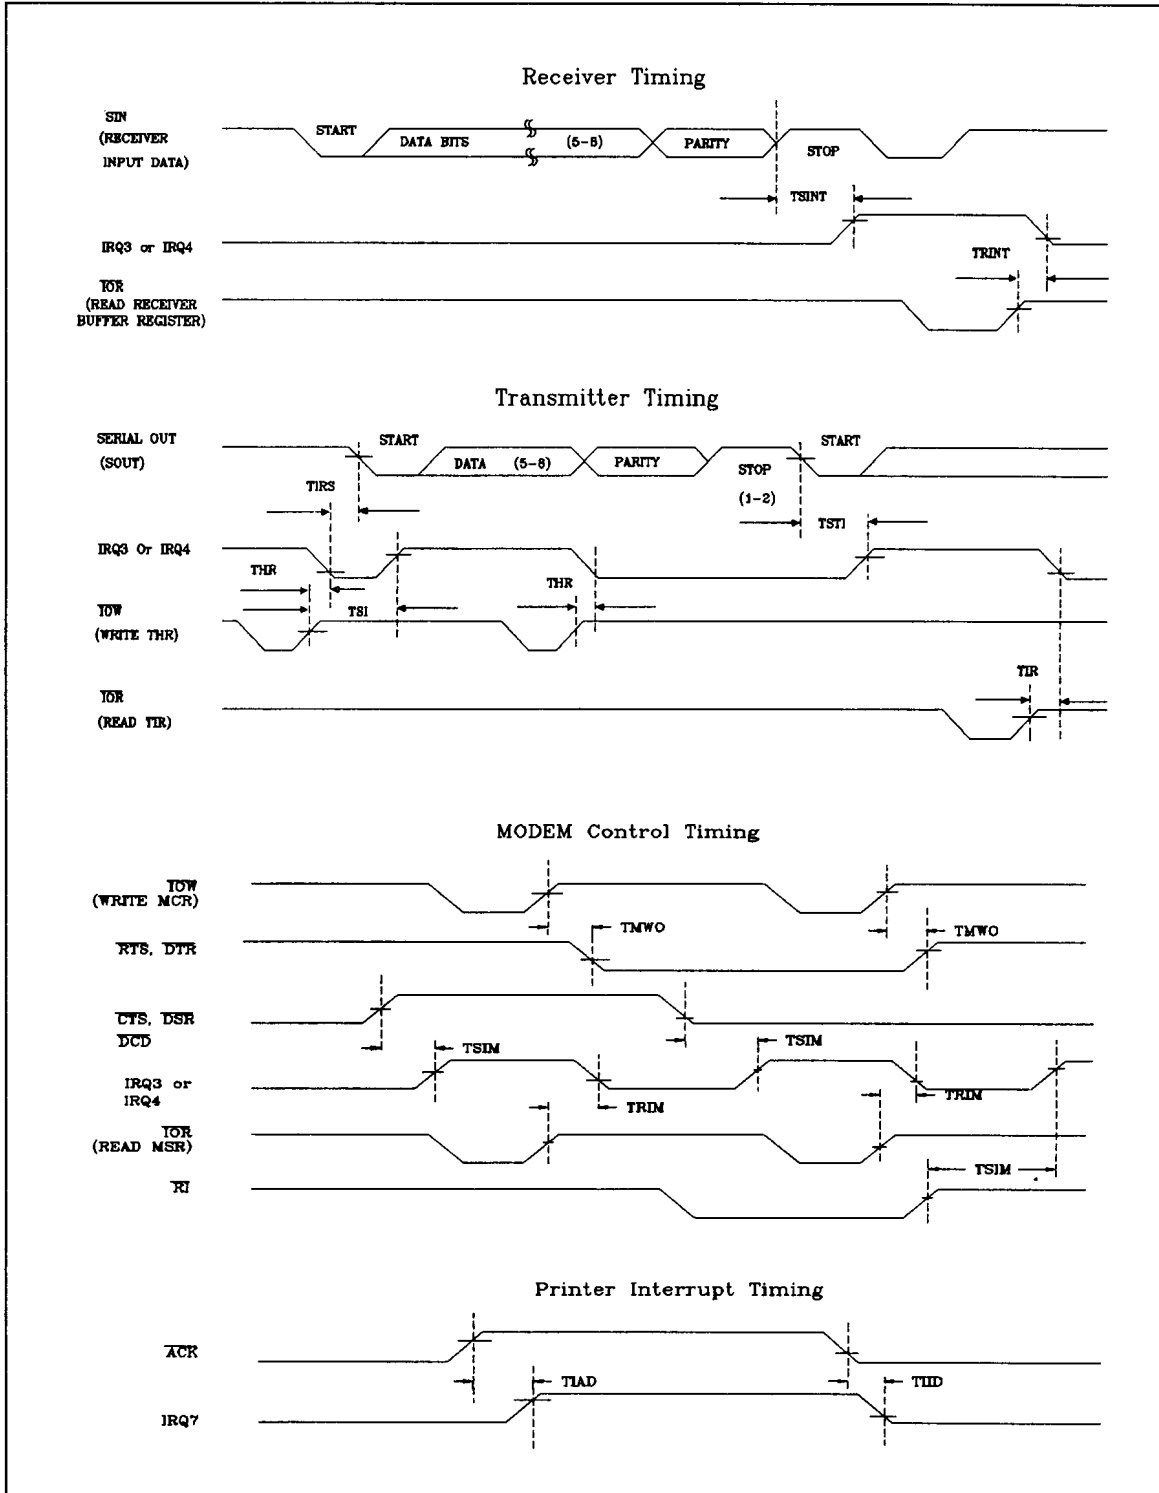 Receiver Timing
SIN
(RECEIVER
INPUT DATA)
START
DATA BITS
(5-8)
PARITY
STOP
TSINT
IRQ3 or IRQ4
TRINT
IOR
(READ RECEIVER
BUFFER REGISTER)
Transmitter Timing
SERIAL OUT
(SOUT)
START
DATA (5-8)
PARITY
STOP
(1-2)
START
TIRS
TSTI
IRQ3 Or IRQ4
THR
THR
IOW
(WRITE THR)
TSI
TIR
IOR
(READ TIR)
MODEM Control Timing
IOW
(WRITE MCR)
TMWO
TMWO
RTS, DTR
CTS, DSR
DCD
TSIM
TSIM
IRQ3 or
IRQ4
TRIM
TRIM
IOR
(READ MSR)
TSIM
RI
Printer Interrupt Timing
ACK
TIAD
TIID
IRQ7